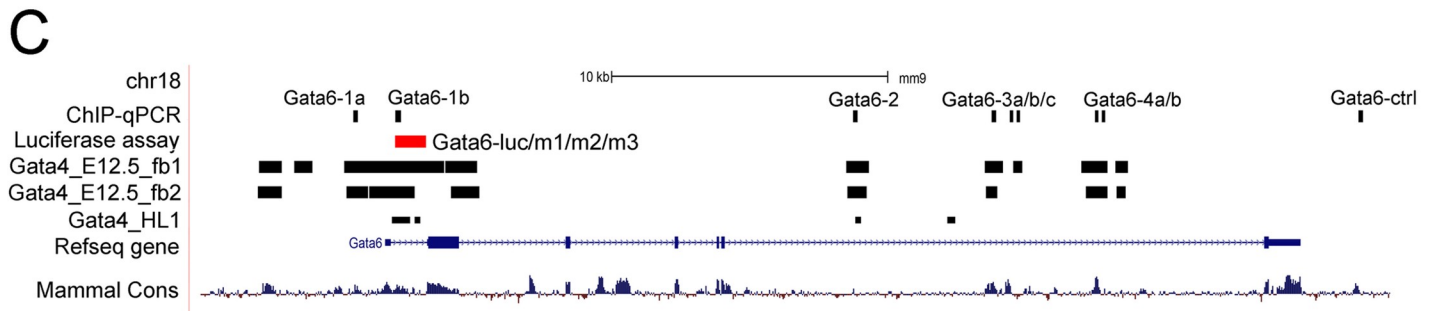 C
chr18 10 kb mm9
Gata6-1a Gata6-1b Gata6-2 Gata6-3a/b/c Gata6-4a/b Gata6-ctrl
ChIP-qPCR
Luciferase assay Gata6-luc/m1/m2/m3
Gata4_E12.5_fb1
Gata4_E12.5_fb2
Gata4_HL1
Refseq gene Gata6
Mammal Cons